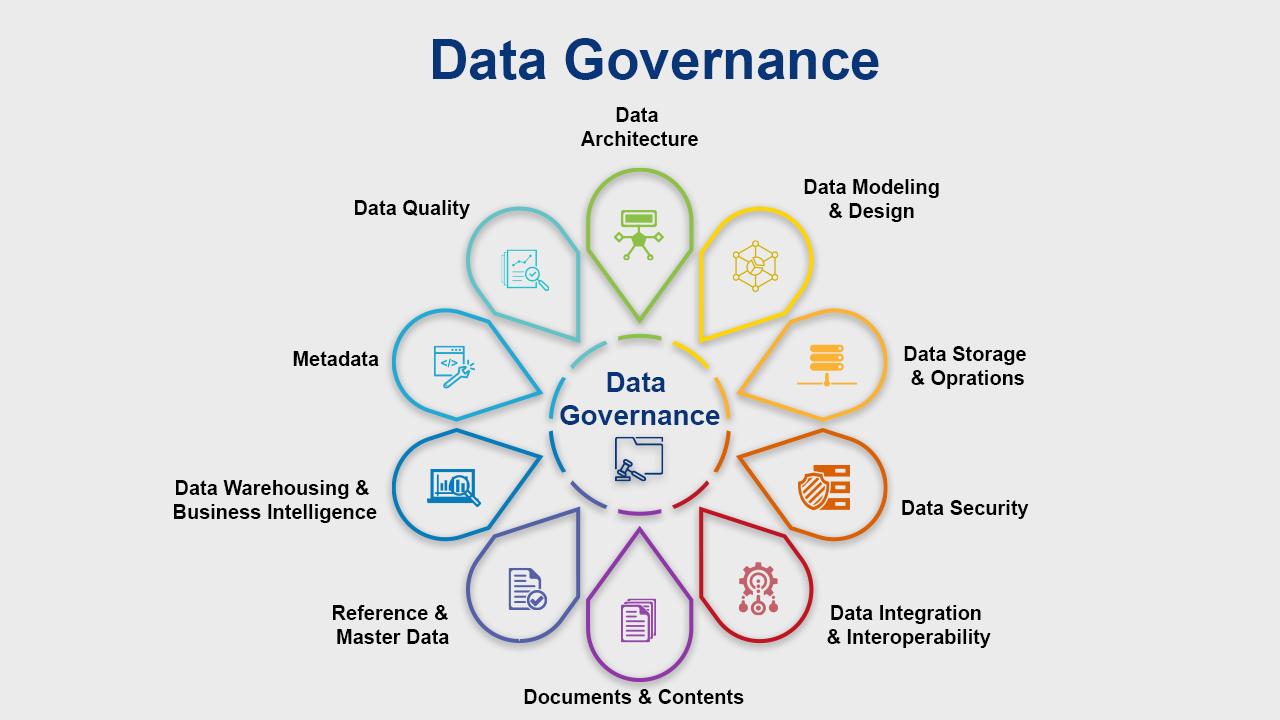 Data Governance
Data
Architecture
Data Modeling
& Design
Data Quality
Data Storage
& Oprations
Metadata
Data
Governance
</>
Data Security
Data Warehousing &
Business Intelligence
Data Integration
& Interoperability
Reference &
Master Data
Documents & Contents